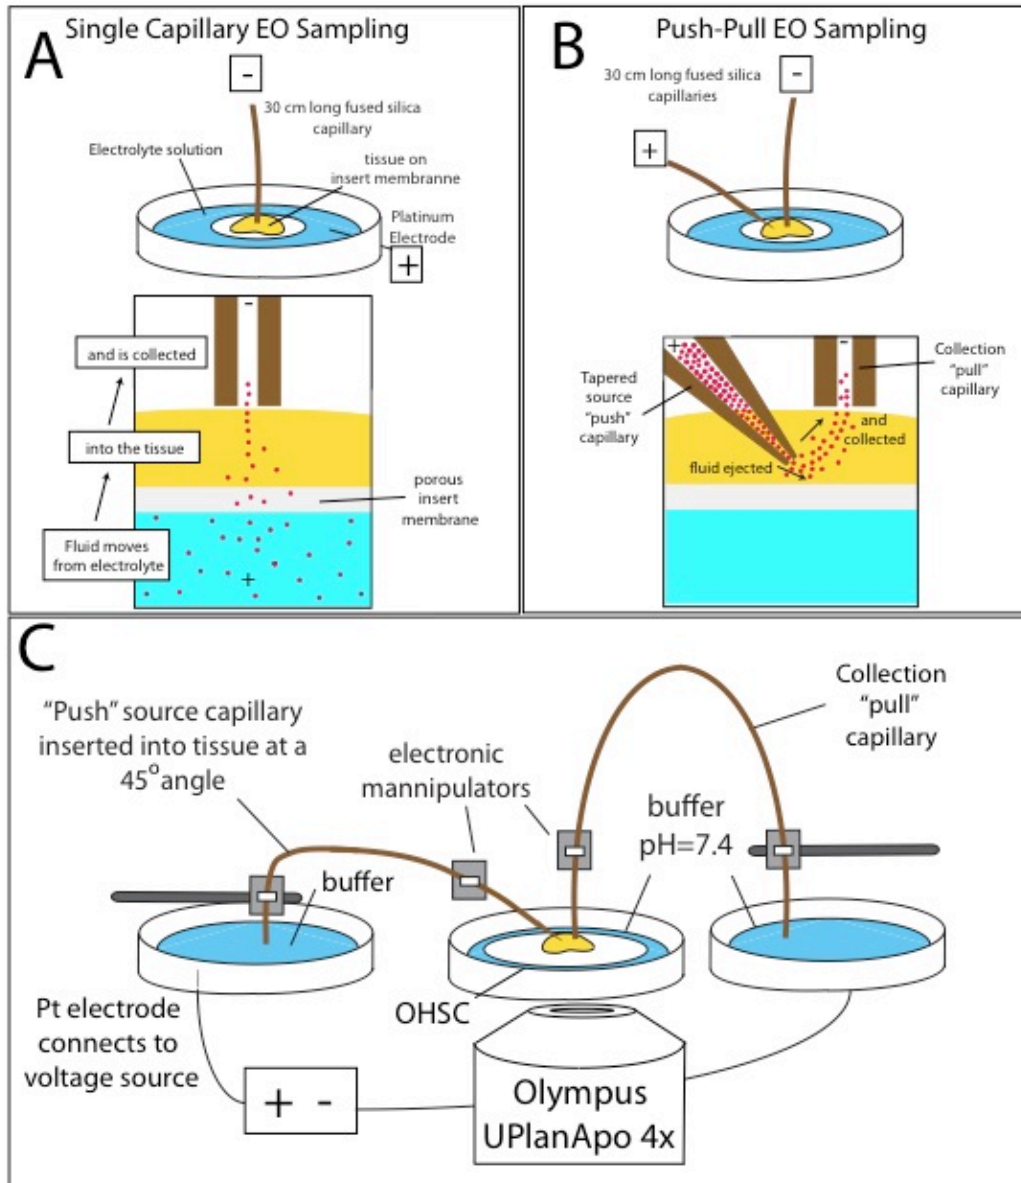 A
Single Capillary EO Sampling
-
30 cm long fused silica
capillary
Electrolyte solution
tissue on
insert membranne
Platinum
Electrode
+
-
and is collected
into the tissue
Fluid moves
from electrolyte
porous
insert
membrane
+
B
Push-Pull EO Sampling
30 cm long fused silica
capillaries
-
+
+
-
Tapered
source
"push"
capillary
Collection
"pull"
capillary
and
collected
fluid ejected
C
"Push" source capillary
inserted into tissue at a
45° angle
electronic
mannipulators
Collection
"pull"
capillary
buffer
pH=7.4
buffer
OHSC
Pt electrode
connects to
voltage source
+ -
Olympus
UPlanApo 4x